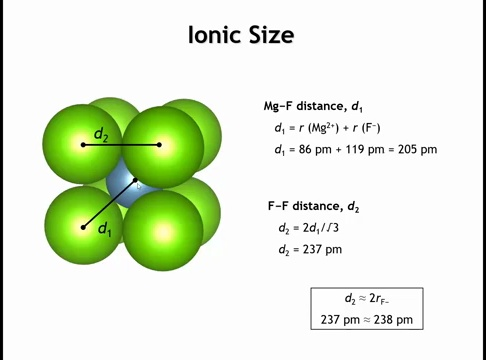 Ionic Size
Mg–F distance, d₁
d₁ = r (Mg²⁺) + r (F⁻)
d₁ = 86 pm + 119 pm = 205 pm
d₂
d₁
F–F distance, d₂
d₂ = 2d₁/√3
d₂ = 237 pm
d₂ ≈ 2r_F₋
237 pm ≈ 238 pm